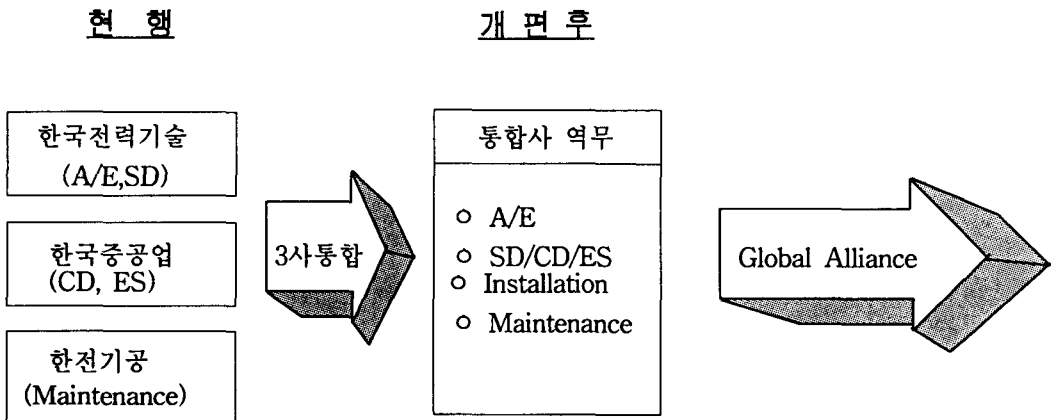 현 행
개 편 후
한국전력기술
(A/E,SD)
한국중공업
(CD, ES)
한전기공
(Maintenance)
3사통합
통합사 역무
○ A/E
○ SD/CD/ES
○ Installation
○ Maintenance
Global Alliance